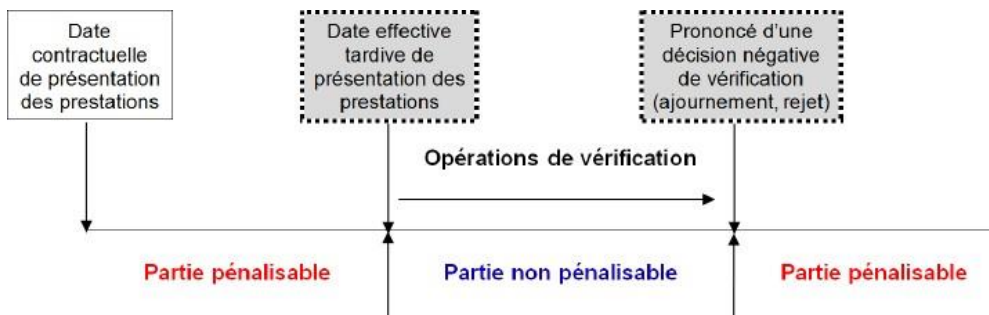 Date
contractuelle
de présentation
des prestations
Date effective
tardive de
présentation des
prestations
Prononcé d'une
décision négative
de vérification
(ajournement, rejet)
Opérations de vérification
Partie pénalisable
Partie non pénalisable
Partie pénalisable